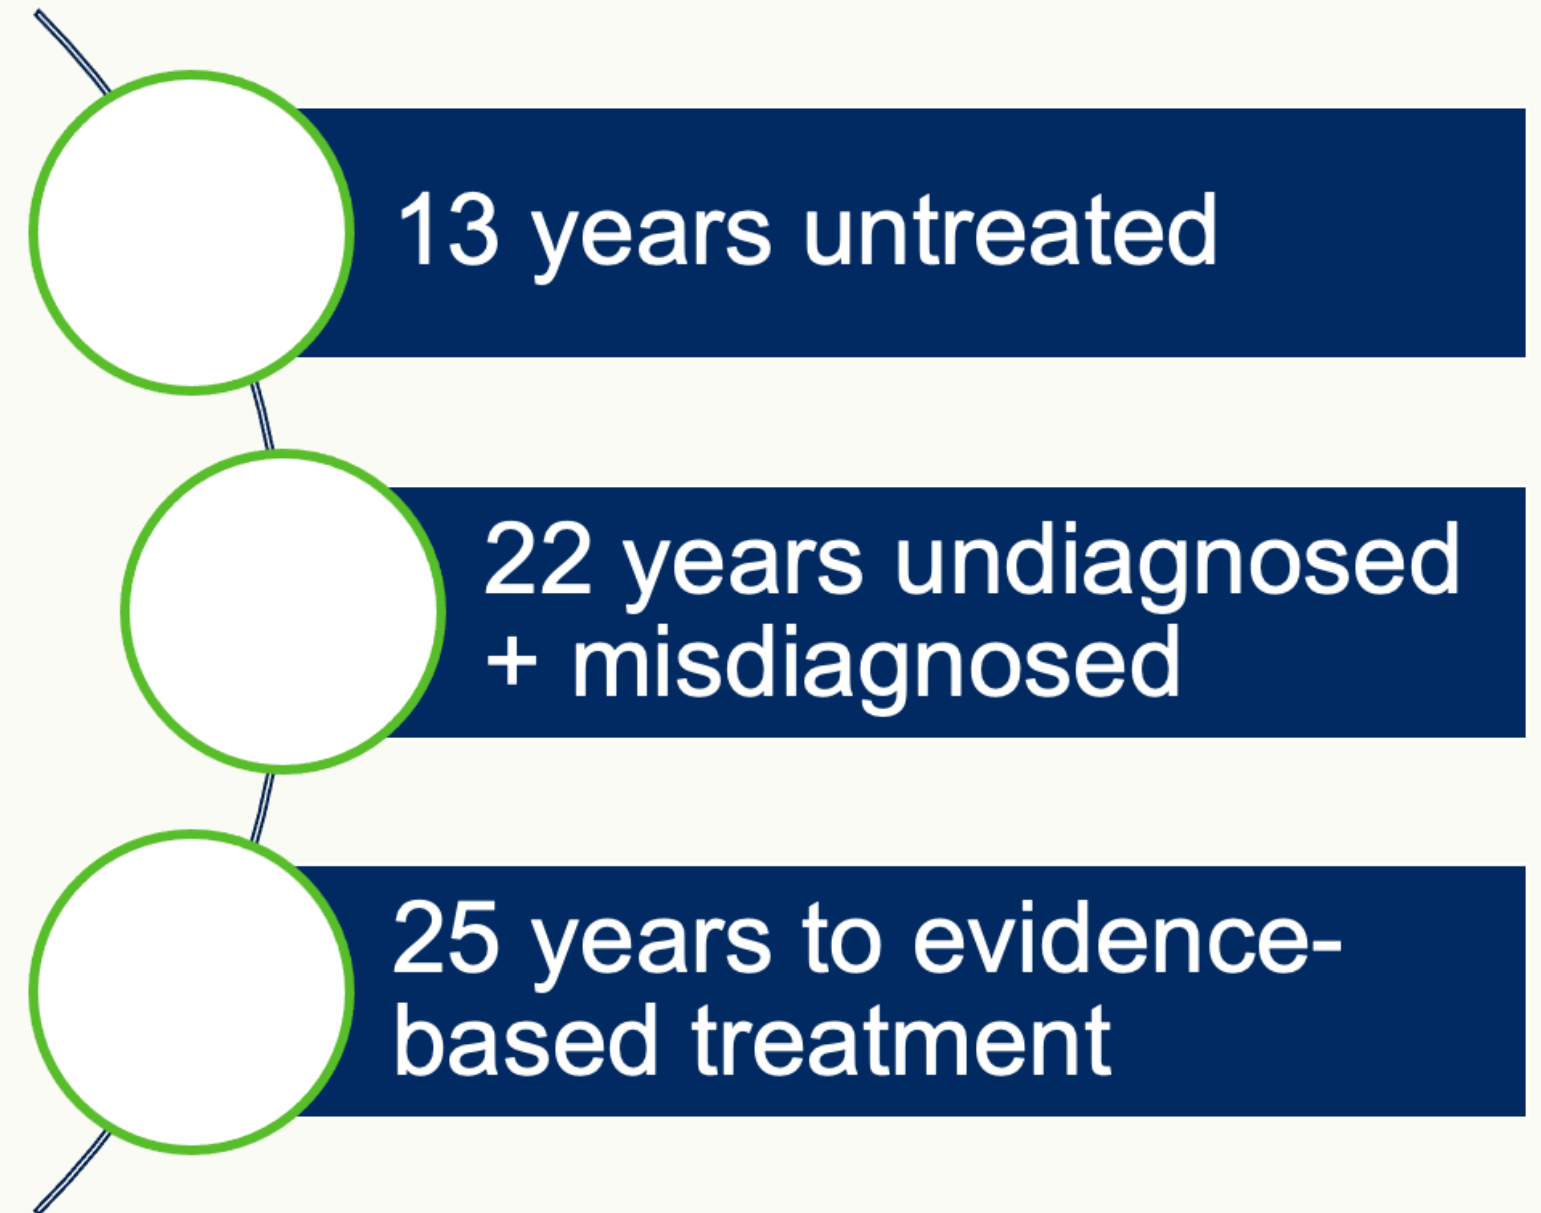 13 years untreated
22 years undiagnosed
+ misdiagnosed
25 years to evidence-
based treatment